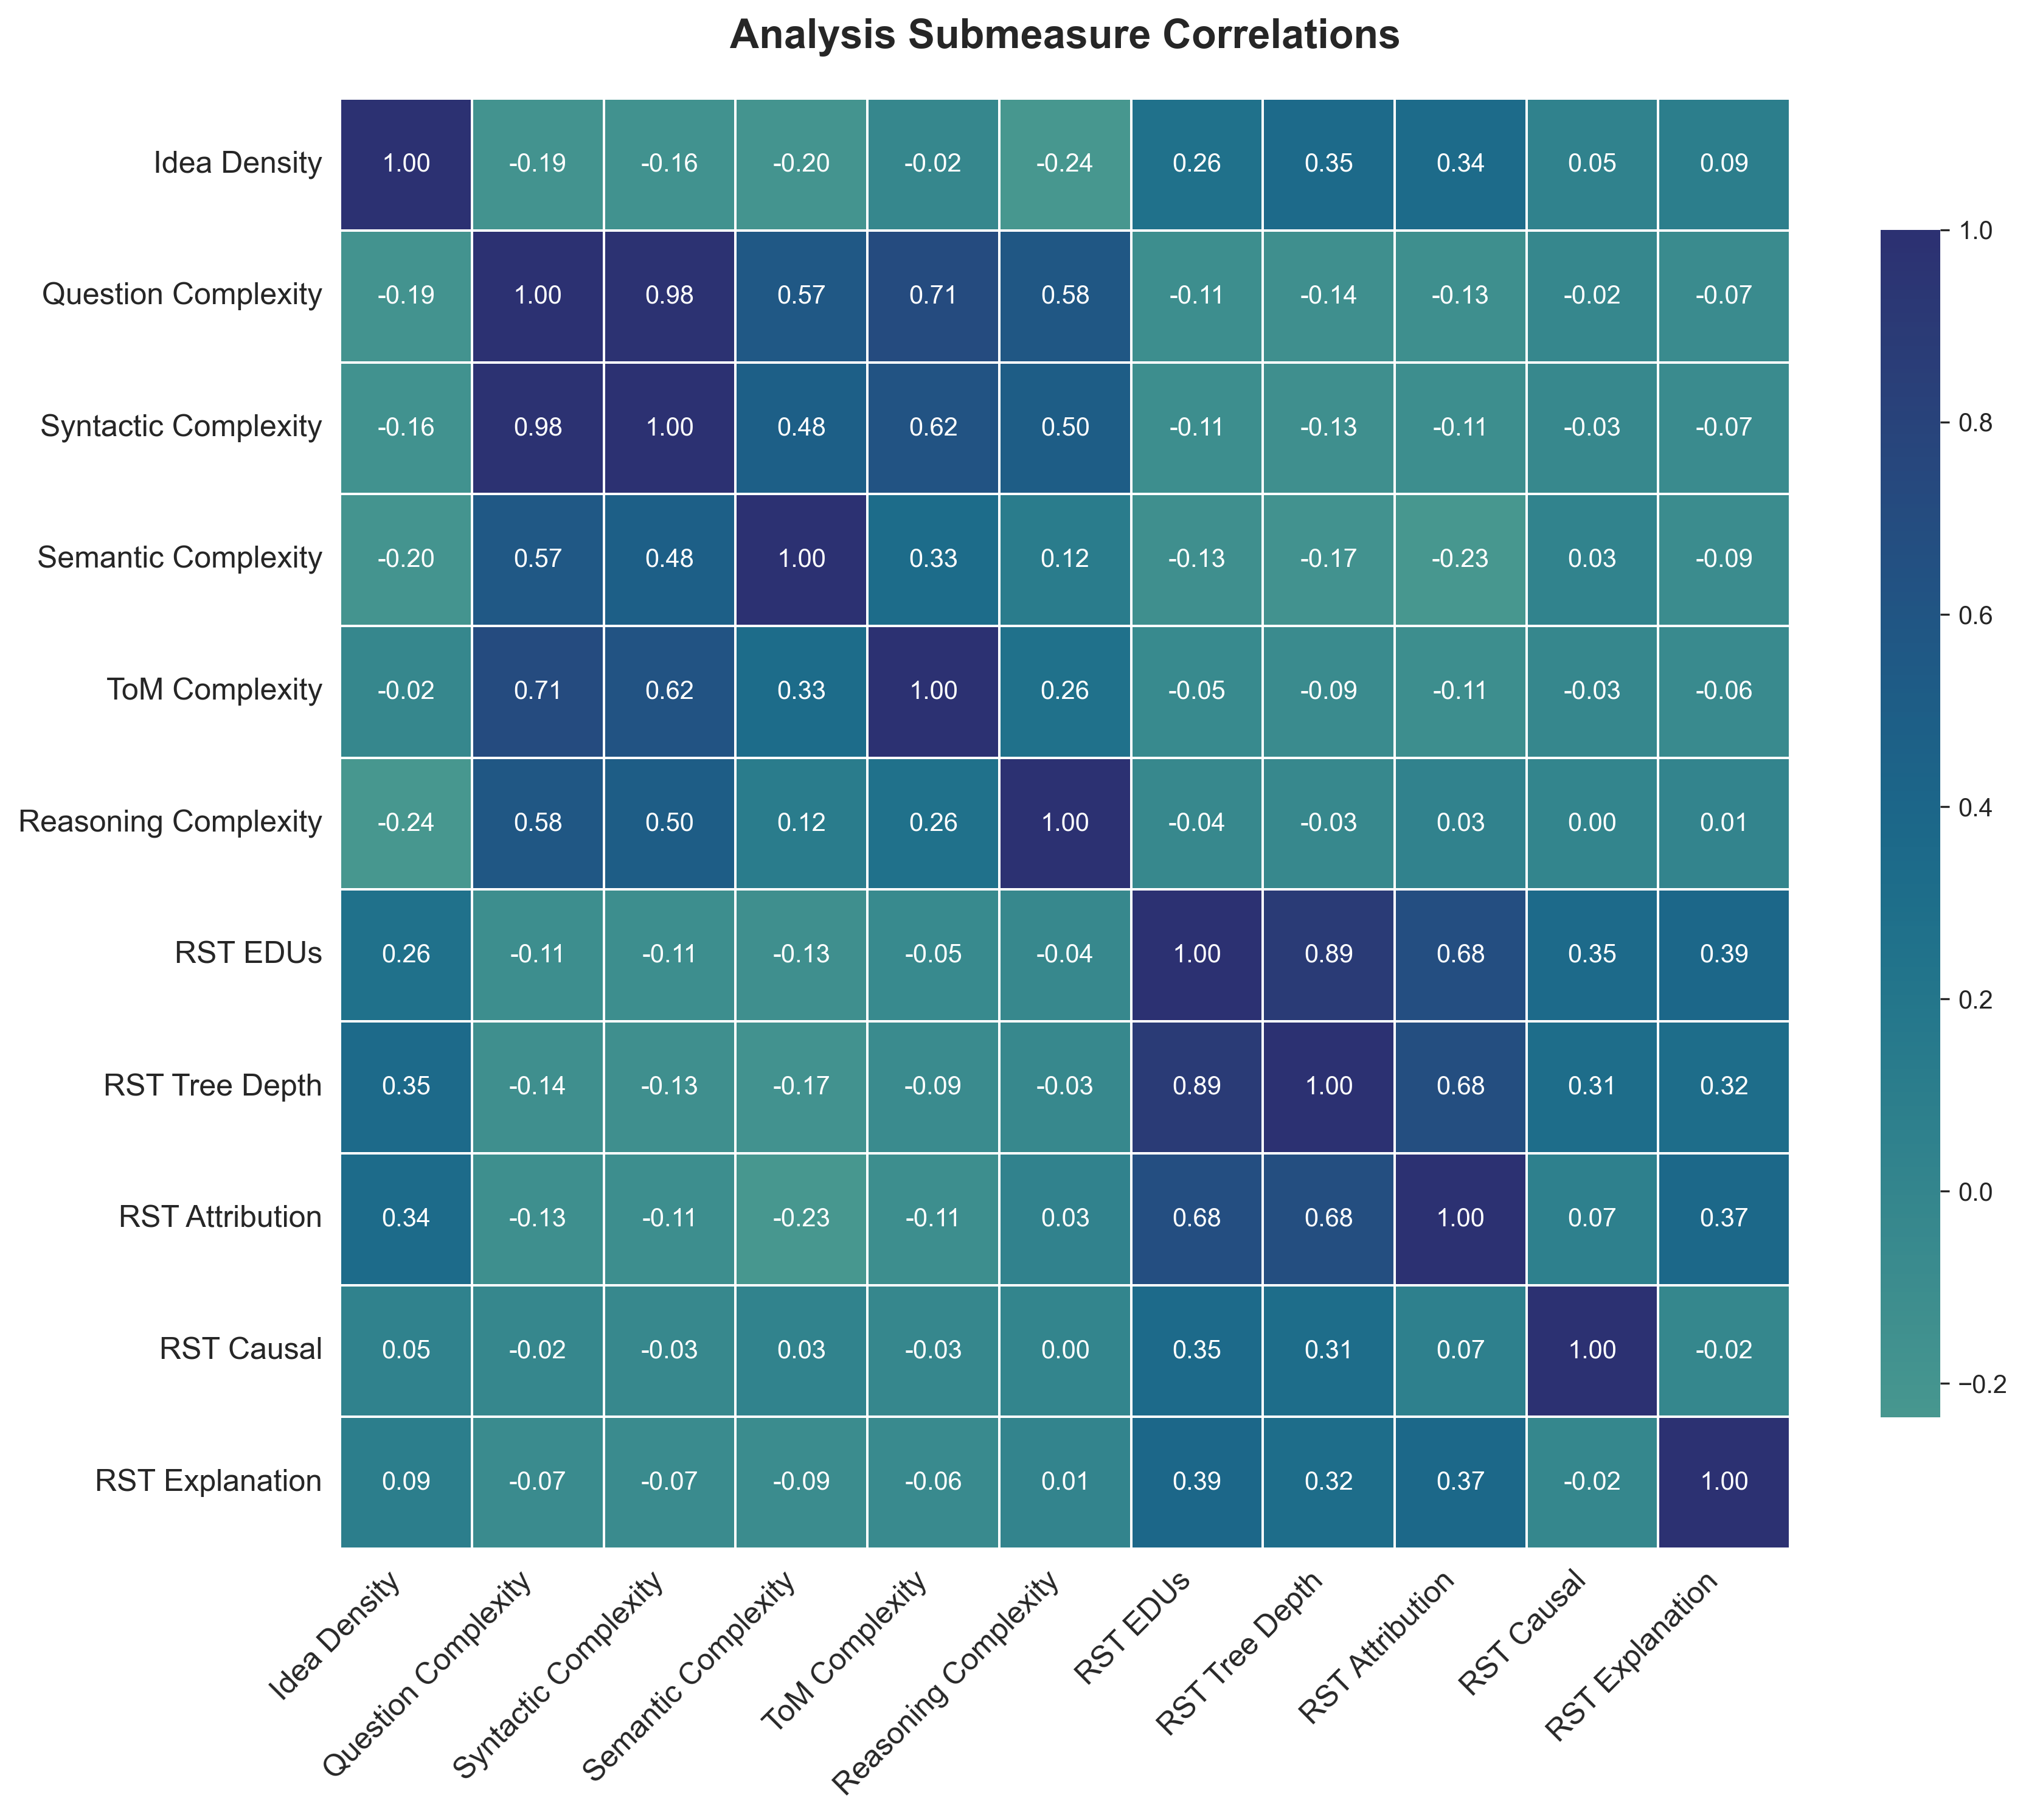 Analysis Submeasure Correlations
Idea Density 1.00 -0.19 -0.16 -0.20 -0.02 -0.24 0.26 0.35 0.34 0.05 0.09
Question Complexity -0.19 1.00 0.98 0.57 0.71 0.58 -0.11 -0.14 -0.13 -0.02 -0.07
Syntactic Complexity -0.16 0.98 1.00 0.48 0.62 0.50 -0.11 -0.13 -0.11 -0.03 -0.07
Semantic Complexity -0.20 0.57 0.48 1.00 0.33 0.12 -0.13 -0.17 -0.23 0.03 -0.09
ToM Complexity -0.02 0.71 0.62 0.33 1.00 0.26 -0.05 -0.09 -0.11 -0.03 -0.06
Reasoning Complexity -0.24 0.58 0.50 0.12 0.26 1.00 -0.04 -0.03 0.03 0.00 0.01
RST EDUs 0.26 -0.11 -0.11 -0.13 -0.05 -0.04 1.00 0.89 0.68 0.35 0.39
RST Tree Depth 0.35 -0.14 -0.13 -0.17 -0.09 -0.03 0.89 1.00 0.68 0.31 0.32
RST Attribution 0.34 -0.13 -0.11 -0.23 -0.11 0.03 0.68 0.68 1.00 0.07 0.37
RST Causal 0.05 -0.02 -0.03 0.03 -0.03 0.00 0.35 0.31 0.07 1.00 -0.02
RST Explanation 0.09 -0.07 -0.07 -0.09 -0.06 0.01 0.39 0.32 0.37 -0.02 1.00
Idea Density
Question Complexity
Syntactic Complexity
Semantic Complexity
ToM Complexity
Reasoning Complexity
RST EDUs
RST Tree Depth
RST Attribution
RST Causal
RST Explanation
1.0
0.8
0.6
0.4
0.2
0.0
−0.2